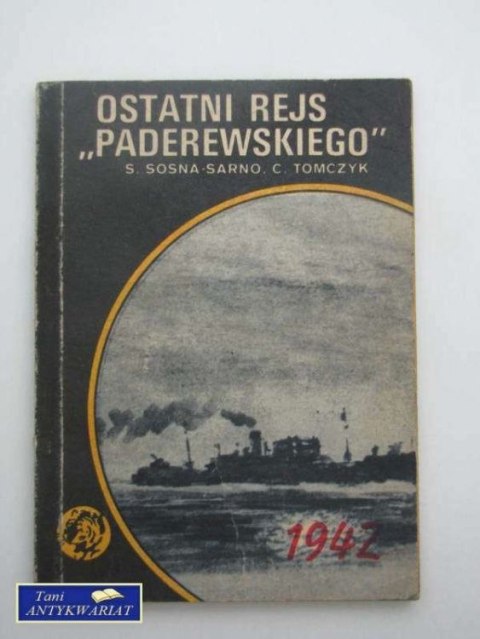 OSTATNI REJS
„PADEREWSKIEGO"
S. SOSNA-SARNO. C. TOMCZYK
1942
Tani
ANTYKWARIAT